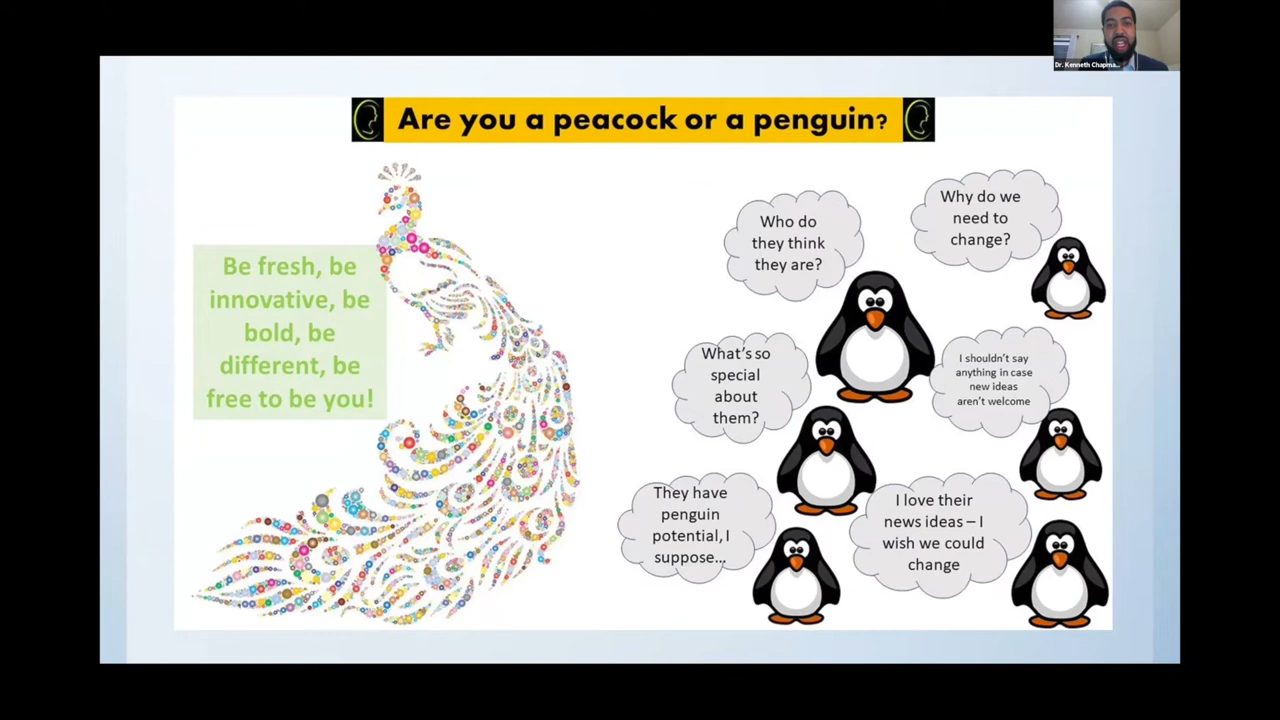 Dr. Kenneth Chapma...
Are you a peacock or a penguin?
Be fresh, be
innovative, be
bold, be
different, be
free to be you!
Who do
they think
they are?
Why do we
need to
change?
What's so
special
about
them?
I shouldn't say
anything in case
new ideas
aren't welcome
They have
penguin
potential, I
suppose...
I love their
news ideas – I
wish we could
change